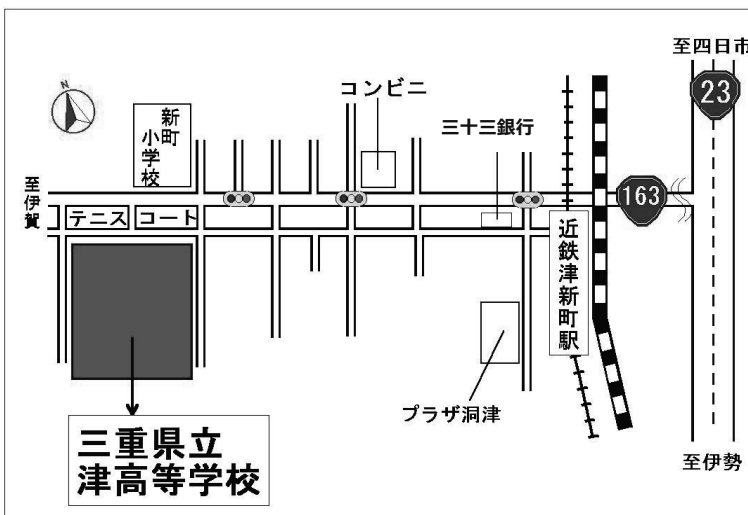 至四日市
23
N
コンビニ
新町
小学校
三十三銀行
至伊賀
163
テニス コート
近鉄津新町駅
プラザ洞津
三重県立
津高等学校
至伊勢